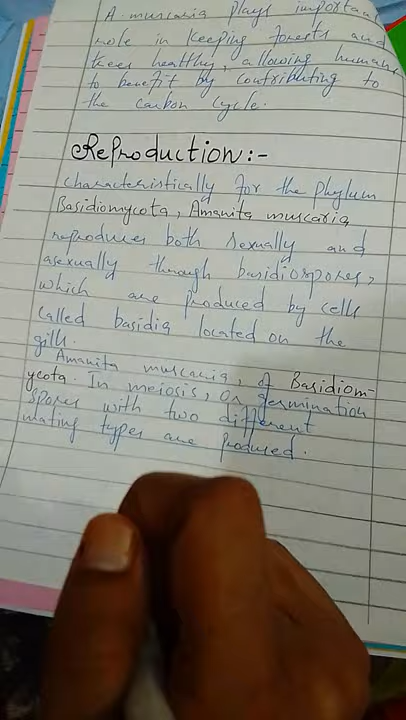 A. muscaria plays important
role in keeping forests and
trees healthy, allowing humans
to benefit by contributing to
the carbon cycle.
Reproduction:-
Characteristically for the phylum
Basidiomycota, Amanita muscaria
reproduces both sexually and
asexually through basidiospores,
which are produced by cells
called basidia located on the
gills.
Amanita muscaria, of Basidiom-
ycota. In meiosis, on germination
spores with two different
mating types are produced.